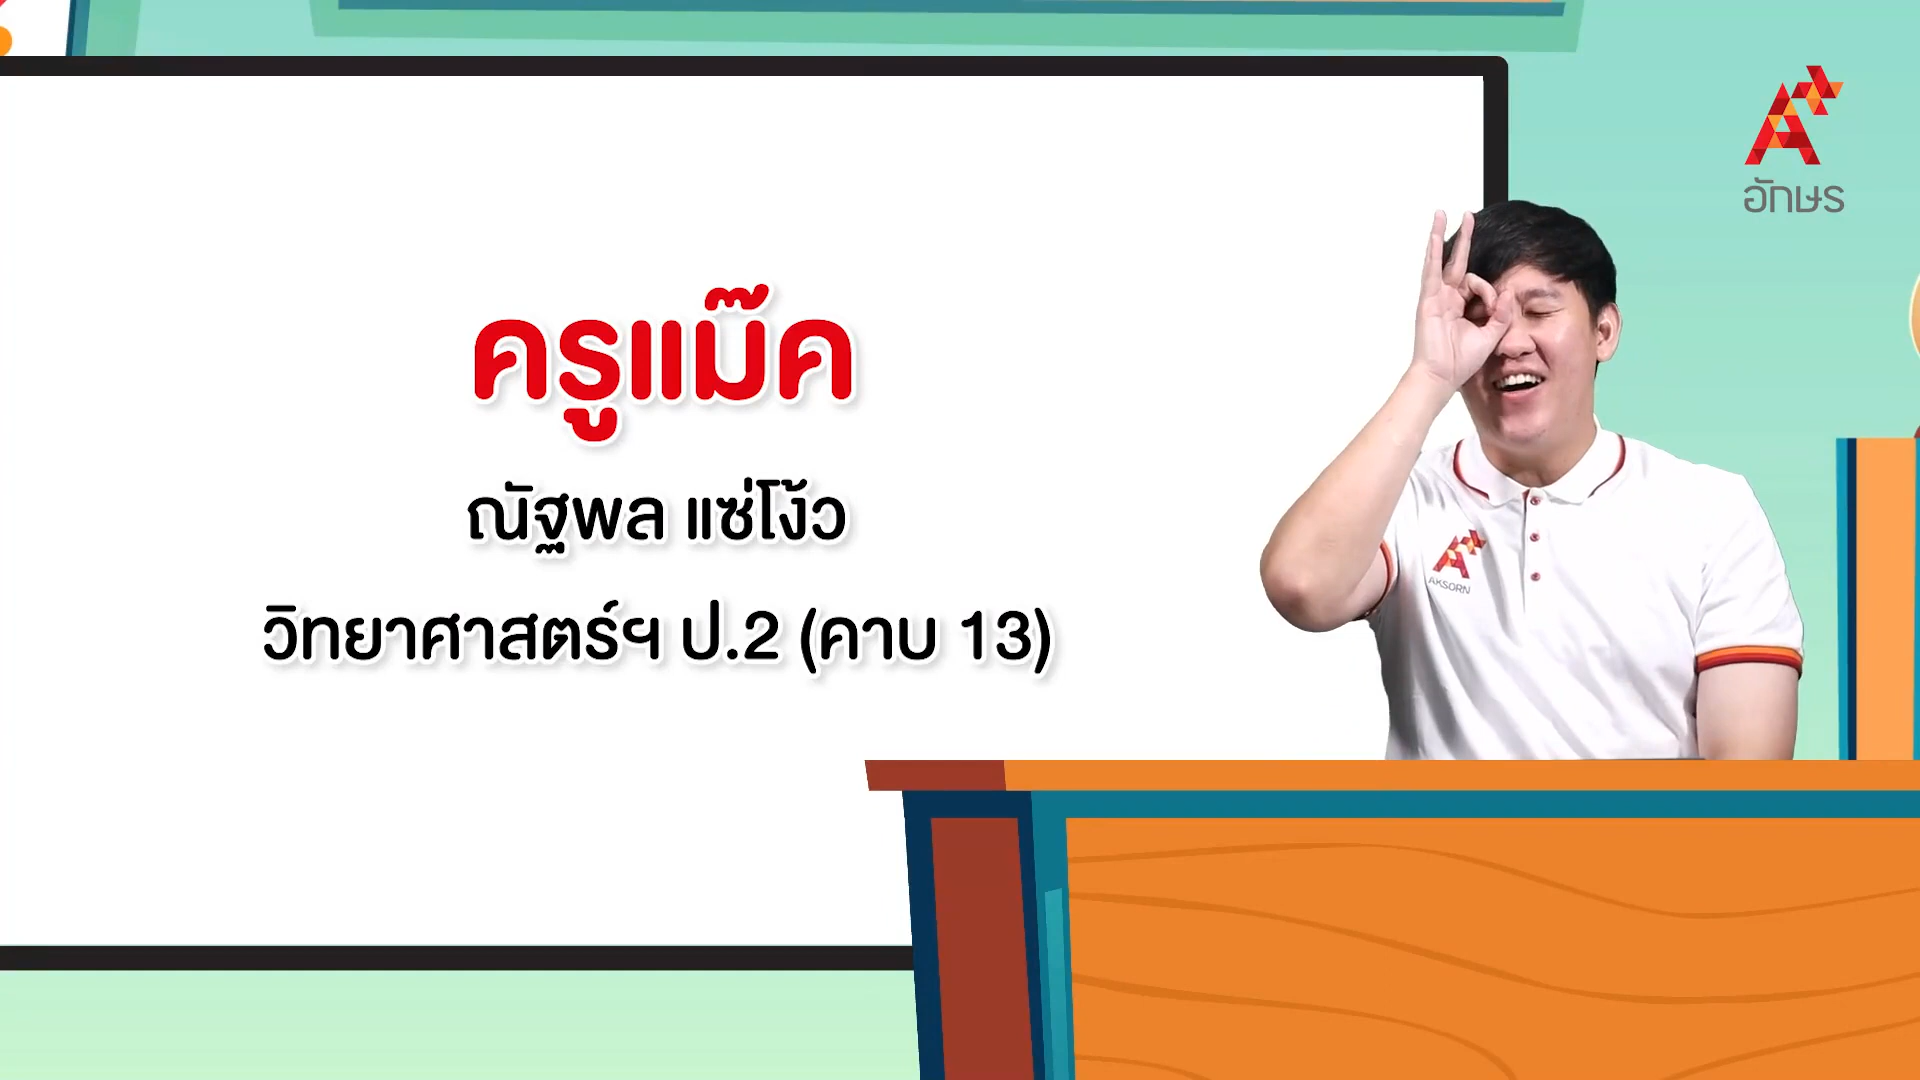 อักษร
ครูแม๊ค
ณัฐพล แซ่โง้ว
วิทยาศาสตร์ฯ ป.2 (คาบ 13)
AKSORN